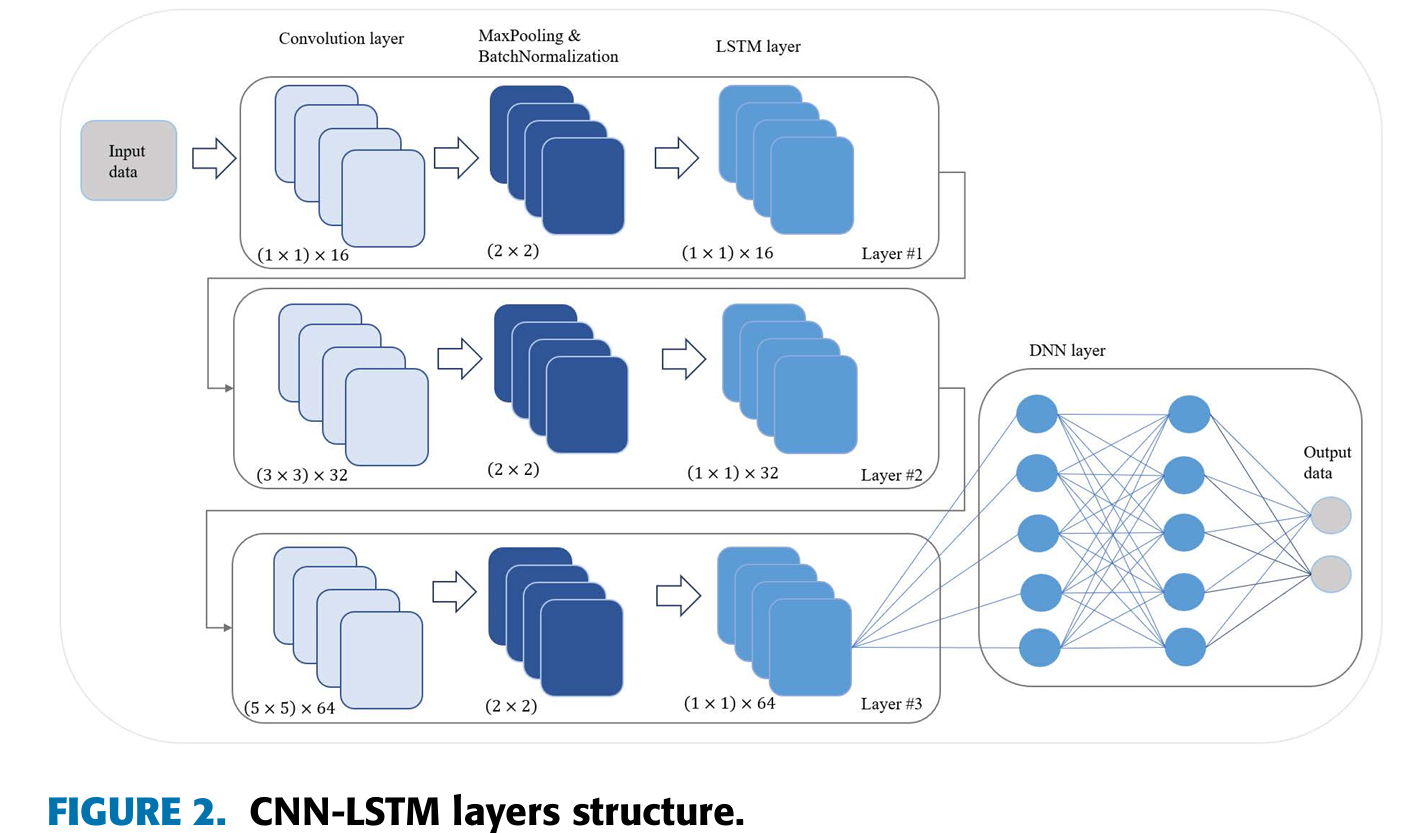 Convolution layer
MaxPooling &
BatchNormalization
LSTM layer
Input
data
(1 × 1) × 16
(2 × 2)
(1 × 1) × 16
Layer #1
(3 × 3) × 32
(2 × 2)
(1 × 1) × 32
Layer #2
DNN layer
Output
data
(5 × 5) × 64
(2 × 2)
(1 × 1) × 64
Layer #3
FIGURE 2. CNN-LSTM layers structure.